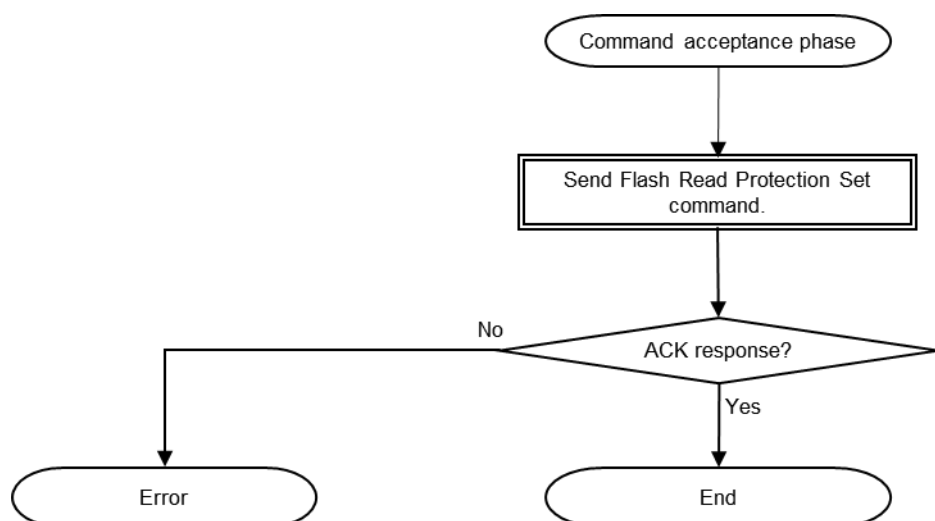 Command acceptance phase
Send Flash Read Protection Set
command.
No
ACK response?
Yes
Error
End